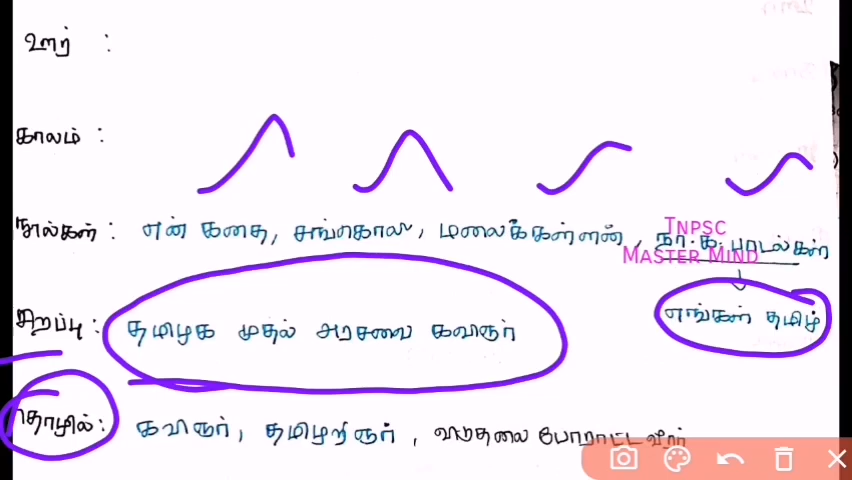 ஊர் :
காலம் :
நூல்கள் : என் கதை, சங்கொலி, மலைக்கள்ளன், நா.க. பாடல்கள்
TNPSC
MASTER MIND
எங்கள் தமிழ்
சிறப்பு : தமிழக முதல் அரசவை கவிஞர்
தொழில் : கவிஞர், தமிழறிஞர், விடுதலை போராட்ட வீரர்